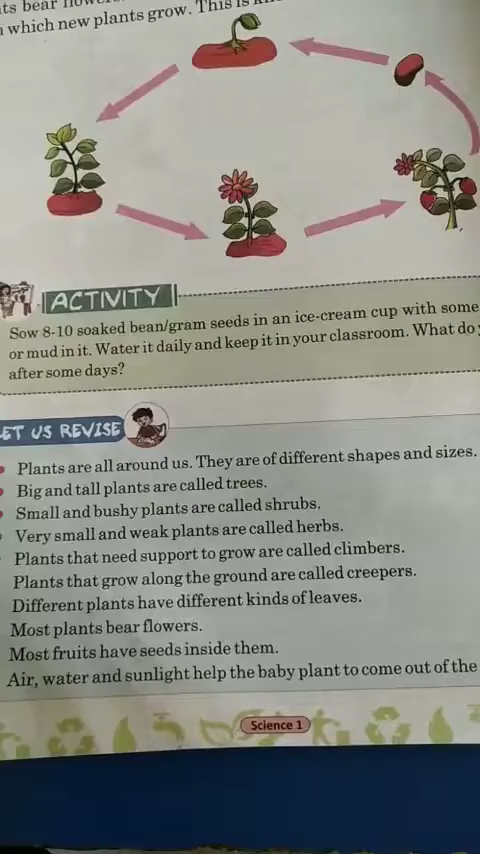 bear
which new plants grow. This is
ACTIVITY
Sow 8-10 soaked bean/gram seeds in an ice-cream cup with some
or mud in it. Water it daily and keep it in your classroom. What do
after some days?
LET US REVISE
Plants are all around us. They are of different shapes and sizes.
Big and tall plants are called trees.
Small and bushy plants are called shrubs.
Very small and weak plants are called herbs.
Plants that need support to grow are called climbers.
Plants that grow along the ground are called creepers.
Different plants have different kinds of leaves.
Most plants bear flowers.
Most fruits have seeds inside them.
Air, water and sunlight help the baby plant to come out of the
Science 1